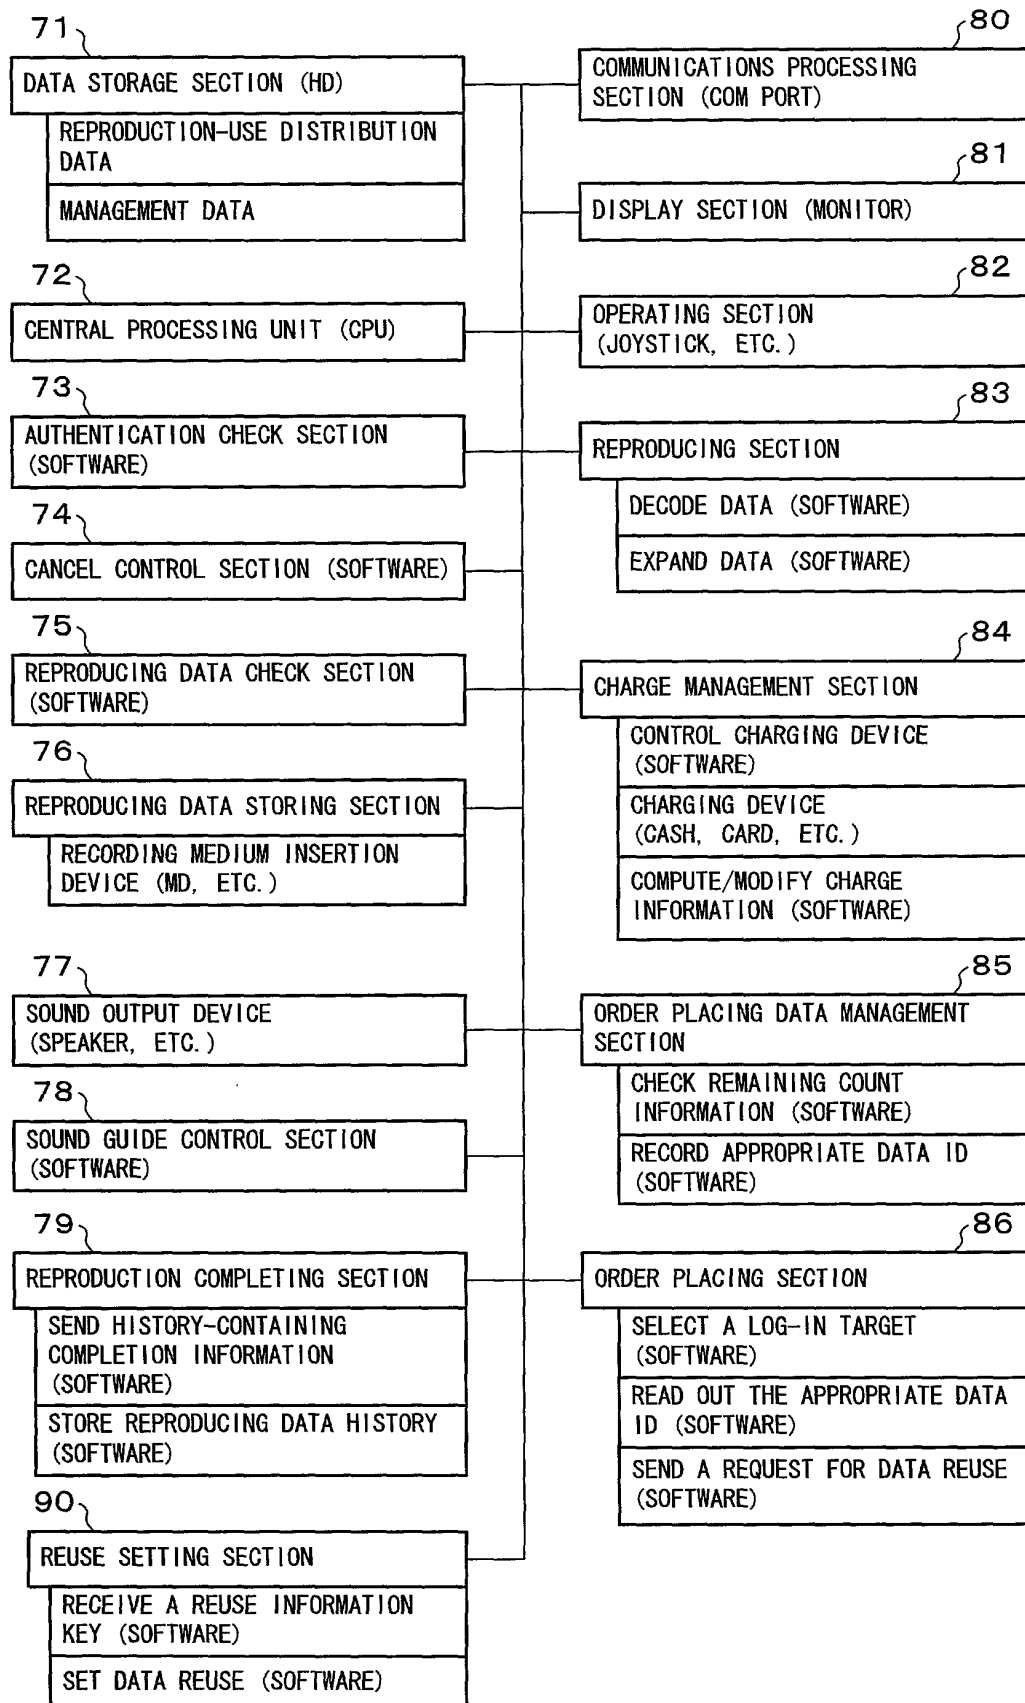 71
DATA STORAGE SECTION (HD)
REPRODUCTION-USE DISTRIBUTION
DATA
MANAGEMENT DATA
72
CENTRAL PROCESSING UNIT (CPU)
73
AUTHENTICATION CHECK SECTION
(SOFTWARE)
74
CANCEL CONTROL SECTION (SOFTWARE)
75
REPRODUCING DATA CHECK SECTION
(SOFTWARE)
76
REPRODUCING DATA STORING SECTION
RECORDING MEDIUM INSERTION
DEVICE (MD, ETC.)
77
SOUND OUTPUT DEVICE
(SPEAKER, ETC.)
78
SOUND GUIDE CONTROL SECTION
(SOFTWARE)
79
REPRODUCTION COMPLETING SECTION
SEND HISTORY-CONTAINING
COMPLETION INFORMATION
(SOFTWARE)
STORE REPRODUCING DATA HISTORY
(SOFTWARE)
90
REUSE SETTING SECTION
RECEIVE A REUSE INFORMATION
KEY (SOFTWARE)
SET DATA REUSE (SOFTWARE)
80
COMMUNICATIONS PROCESSING
SECTION (COM PORT)
81
DISPLAY SECTION (MONITOR)
82
OPERATING SECTION
(JOYSTICK, ETC.)
83
REPRODUCING SECTION
DECODE DATA (SOFTWARE)
EXPAND DATA (SOFTWARE)
84
CHARGE MANAGEMENT SECTION
CONTROL CHARGING DEVICE
(SOFTWARE)
CHARGING DEVICE
(CASH, CARD, ETC.)
COMPUTE/MODIFY CHARGE
INFORMATION (SOFTWARE)
85
ORDER PLACING DATA MANAGEMENT
SECTION
CHECK REMAINING COUNT
INFORMATION (SOFTWARE)
RECORD APPROPRIATE DATA ID
(SOFTWARE)
86
ORDER PLACING SECTION
SELECT A LOG-IN TARGET
(SOFTWARE)
READ OUT THE APPROPRIATE DATA
ID (SOFTWARE)
SEND A REQUEST FOR DATA REUSE
(SOFTWARE)